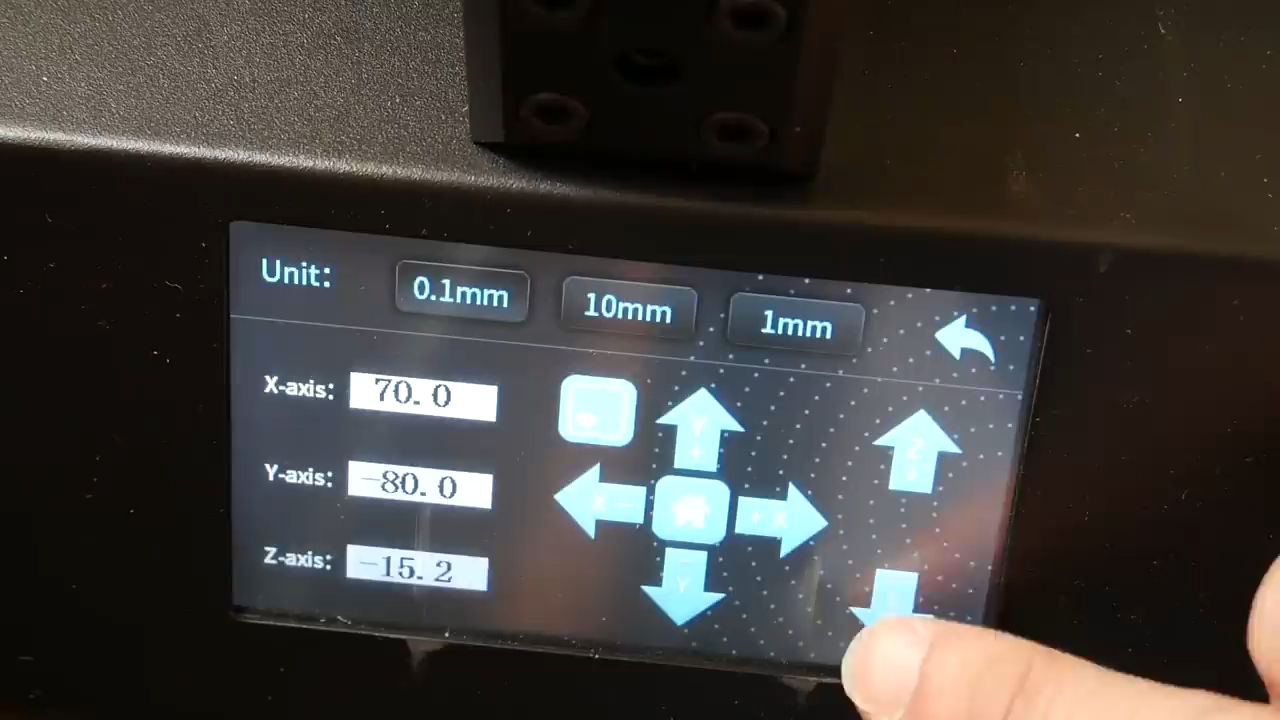 Unit: 0.1mm 10mm 1mm
X-axis: 70.0
Y-axis: -80.0
Z-axis: -15.2
Y
+
X -
+ X
-
Y
Z